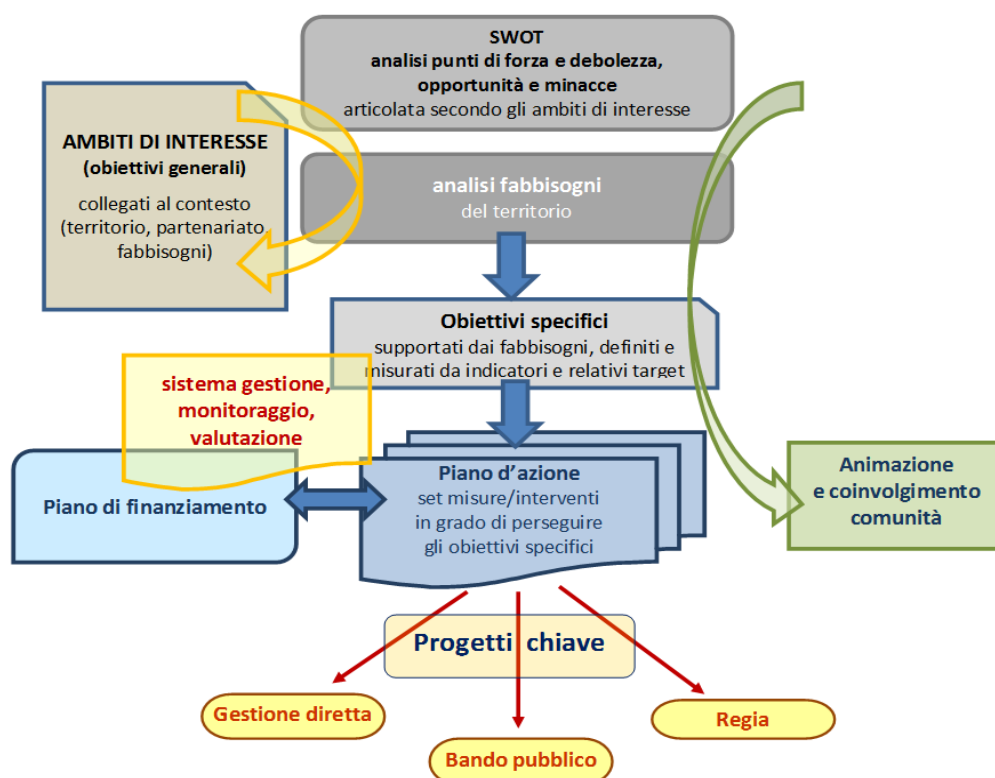 SWOT
analisi punti di forza e debolezza,
opportunità e minacce
articolata secondo gli ambiti di interesse
AMBITI DI INTERESSE
(obiettivi generali)
collegati al contesto
(territorio, partenariato,
fabbisogni)
analisi fabbisogni
del territorio
Obiettivi specifici
supportati dai fabbisogni, definiti e
misurati da indicatori e relativi target
sistema gestione,
monitoraggio,
valutazione
Piano di finanziamento
Piano d’azione
set misure/interventi
in grado di perseguire
gli obiettivi specifici
Animazione
e coinvolgimento
comunità
Progetti chiave
Gestione diretta
Bando pubblico
Regia